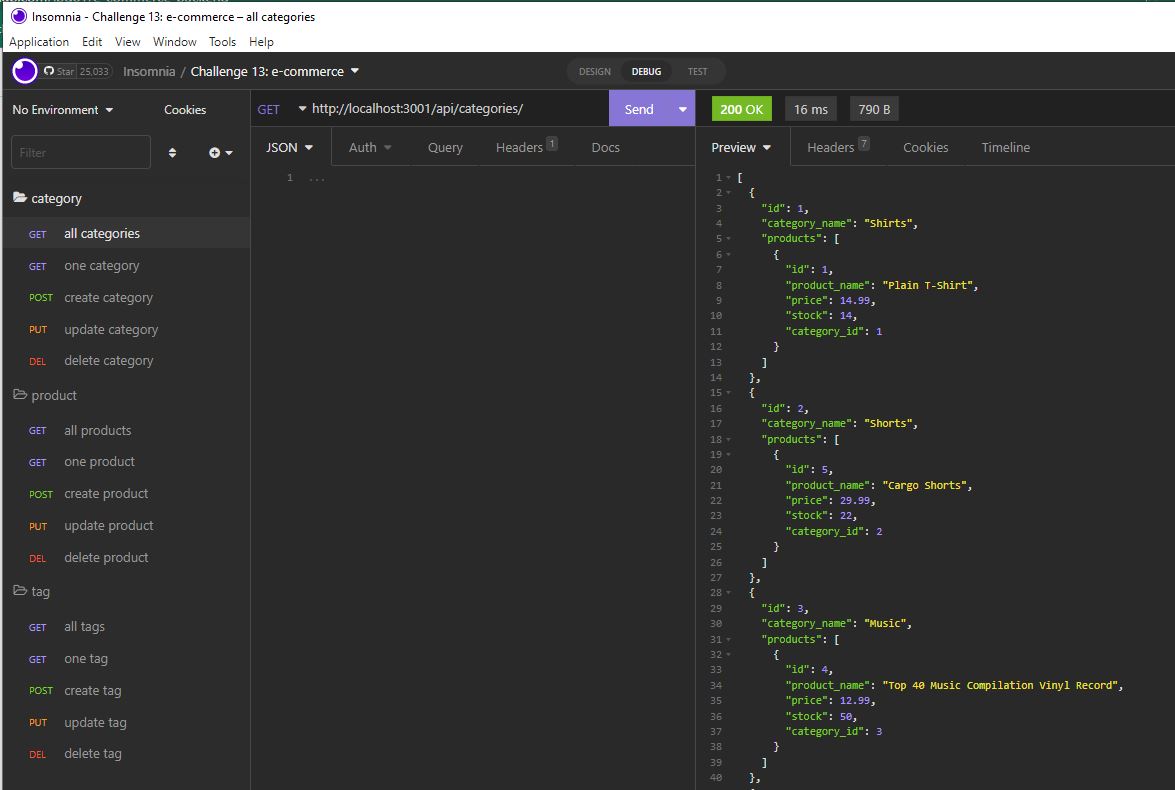 Insomnia - Challenge 13: e-commerce – all categories
Application Edit View Window Tools Help
Star 25,033 Insomnia / Challenge 13: e-commerce DESIGN DEBUG TEST
No Environment Cookies
Filter
category
GET all categories
GET one category
POST create category
PUT update category
DEL delete category
product
GET all products
GET one product
POST create product
PUT update product
DEL delete product
tag
GET all tags
GET one tag
POST create tag
PUT update tag
DEL delete tag
GET http://localhost:3001/api/categories/ Send
JSON Auth Query Headers 1 Docs
1 ...
200 OK 16 ms 790 B
Preview Headers 7 Cookies Timeline
1 [
2 {
3 "id": 1,
4 "category_name": "Shirts",
5 "products": [
6 {
7 "id": 1,
8 "product_name": "Plain T-Shirt",
9 "price": 14.99,
10 "stock": 14,
11 "category_id": 1
12 }
13 ]
14 },
15 {
16 "id": 2,
17 "category_name": "Shorts",
18 "products": [
19 {
20 "id": 5,
21 "product_name": "Cargo Shorts",
22 "price": 29.99,
23 "stock": 22,
24 "category_id": 2
25 }
26 ]
27 },
28 {
29 "id": 3,
30 "category_name": "Music",
31 "products": [
32 {
33 "id": 4,
34 "product_name": "Top 40 Music Compilation Vinyl Record",
35 "price": 12.99,
36 "stock": 50,
37 "category_id": 3
38 }
39 ]
40 },